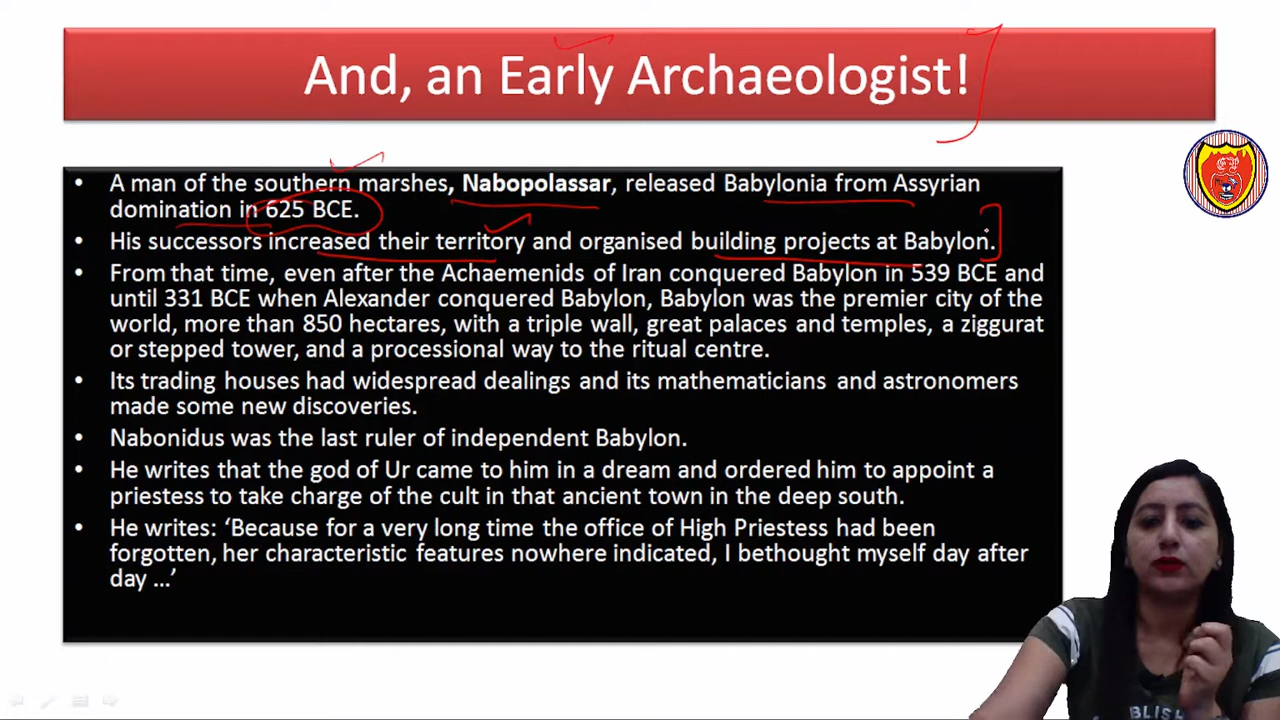 And, an Early Archaeologist!
• A man of the southern marshes, Nabopolassar, released Babylonia from Assyrian
domination in 625 BCE.
• His successors increased their territory and organised building projects at Babylon.
• From that time, even after the Achaemenids of Iran conquered Babylon in 539 BCE and
until 331 BCE when Alexander conquered Babylon, Babylon was the premier city of the
world, more than 850 hectares, with a triple wall, great palaces and temples, a ziggurat
or stepped tower, and a processional way to the ritual centre.
• Its trading houses had widespread dealings and its mathematicians and astronomers
made some new discoveries.
• Nabonidus was the last ruler of independent Babylon.
• He writes that the god of Ur came to him in a dream and ordered him to appoint a
priestess to take charge of the cult in that ancient town in the deep south.
• He writes: ‘Because for a very long time the office of High Priestess had been
forgotten, her characteristic features nowhere indicated, I bethought myself day after
day ...’